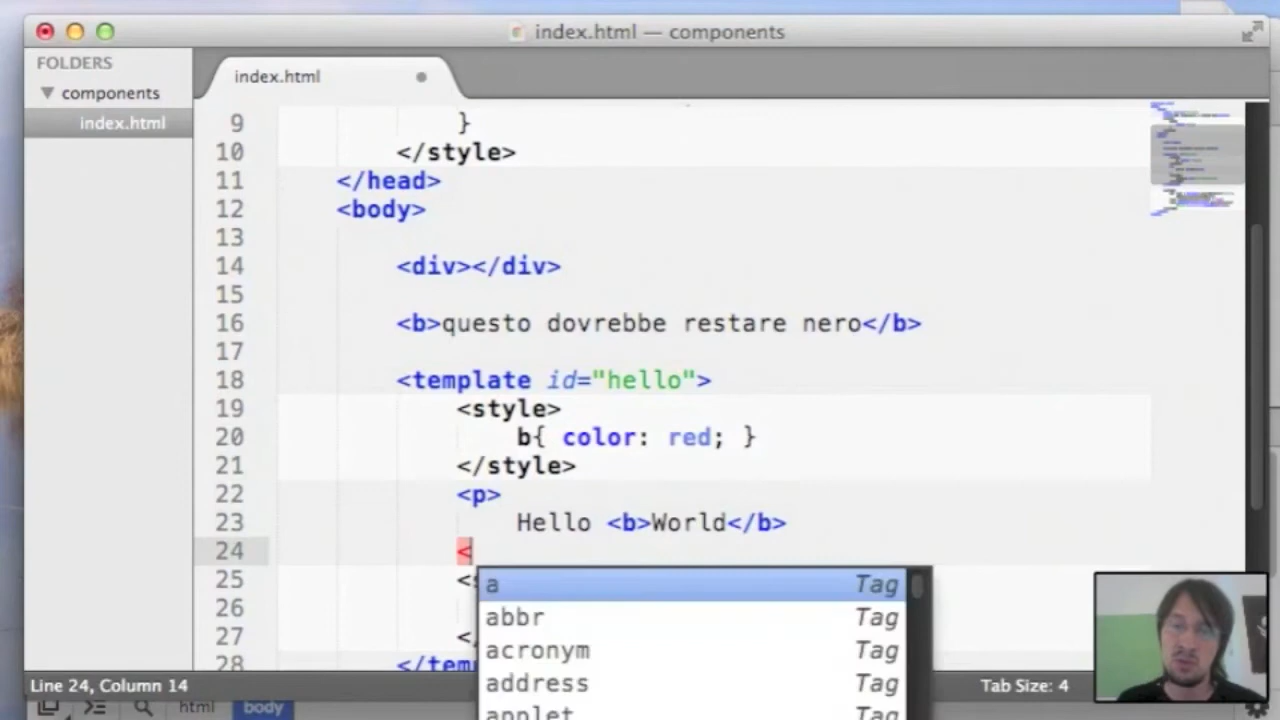 index.html — components
FOLDERS
components
index.html
index.html
9 }
10 </style>
11 </head>
12 <body>
13
14 <div></div>
15
16 <b>questo dovrebbe restare nero</b>
17
18 <template id="hello">
19 <style>
20 b{ color: red; }
21 </style>
22 <p>
23 Hello <b>World</b>
24 <
25 <
26
27 </
28 </temp
a Tag
abbr Tag
acronym Tag
address Tag
applet Tag
Line 24, Column 14
Tab Size: 4
html body